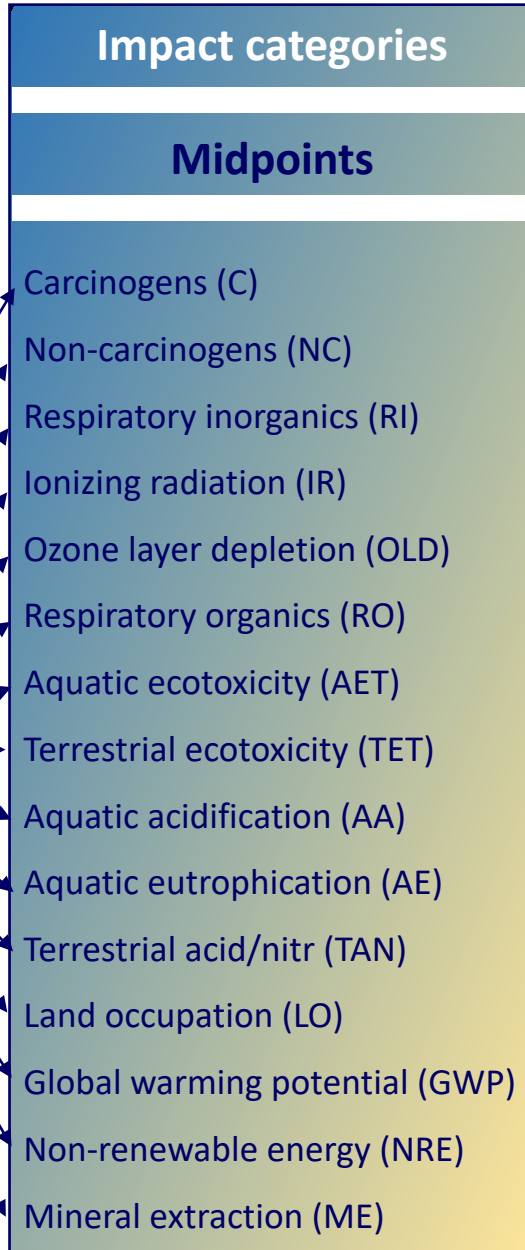 Impact categories
Midpoints
Carcinogens (C)
Non-carcinogens (NC)
Respiratory inorganics (RI)
Ionizing radiation (IR)
Ozone layer depletion (OLD)
Respiratory organics (RO)
Aquatic ecotoxicity (AET)
Terrestrial ecotoxicity (TET)
Aquatic acidification (AA)
Aquatic eutrophication (AE)
Terrestrial acid/nitr (TAN)
Land occupation (LO)
Global warming potential (GWP)
Non-renewable energy (NRE)
Mineral extraction (ME)